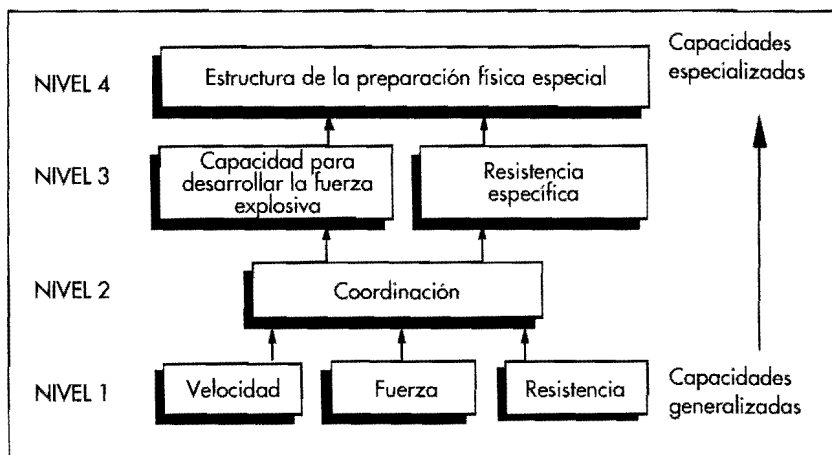 Capacidades
especializadas
NIVEL 4
Estructura de la preparación física especial
NIVEL 3
Capacidad para
desarrollar la fuerza
explosiva
Resistencia
específica
NIVEL 2
Coordinación
NIVEL 1
Velocidad
Fuerza
Resistencia
Capacidades
generalizadas